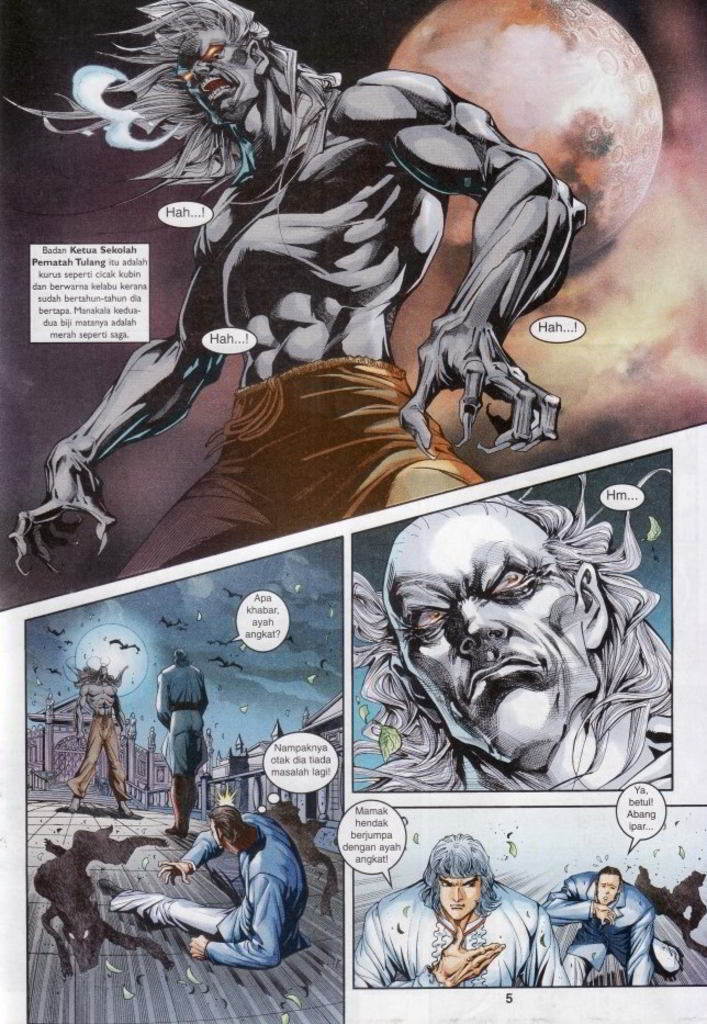 Hah...!
Badan Ketua Sekolah
Pematah Tulang itu adalah
kurus seperti cicak kubin
dan berwarna kelabu kerana
sudah bertahun-tahun dia
bertapa. Manakala kedua-
dua biji matanya adalah
merah seperti saga.
Hah...!
Hah...!
Apa
khabar,
ayah
angkat?
Nampaknya
otak dia tiada
masalah lagi!
Hm...
Mamak
hendak
berjumpa
dengan ayah
angkat!
Ya,
betul!
Abang
ipar...
5